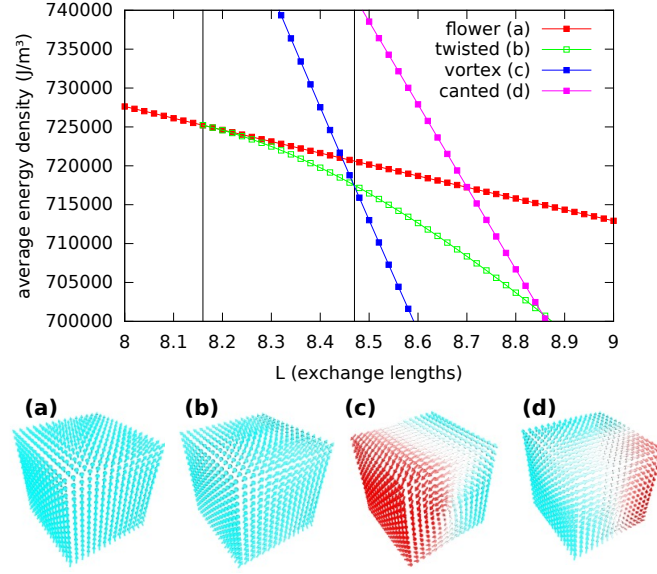 740000
735000
730000
725000
720000
715000
710000
705000
700000
average energy density (J/m³)
flower (a)
twisted (b)
vortex (c)
canted (d)
8 8.1 8.2 8.3 8.4 8.5 8.6 8.7 8.8 8.9 9
L (exchange lengths)
(a) (b) (c) (d)